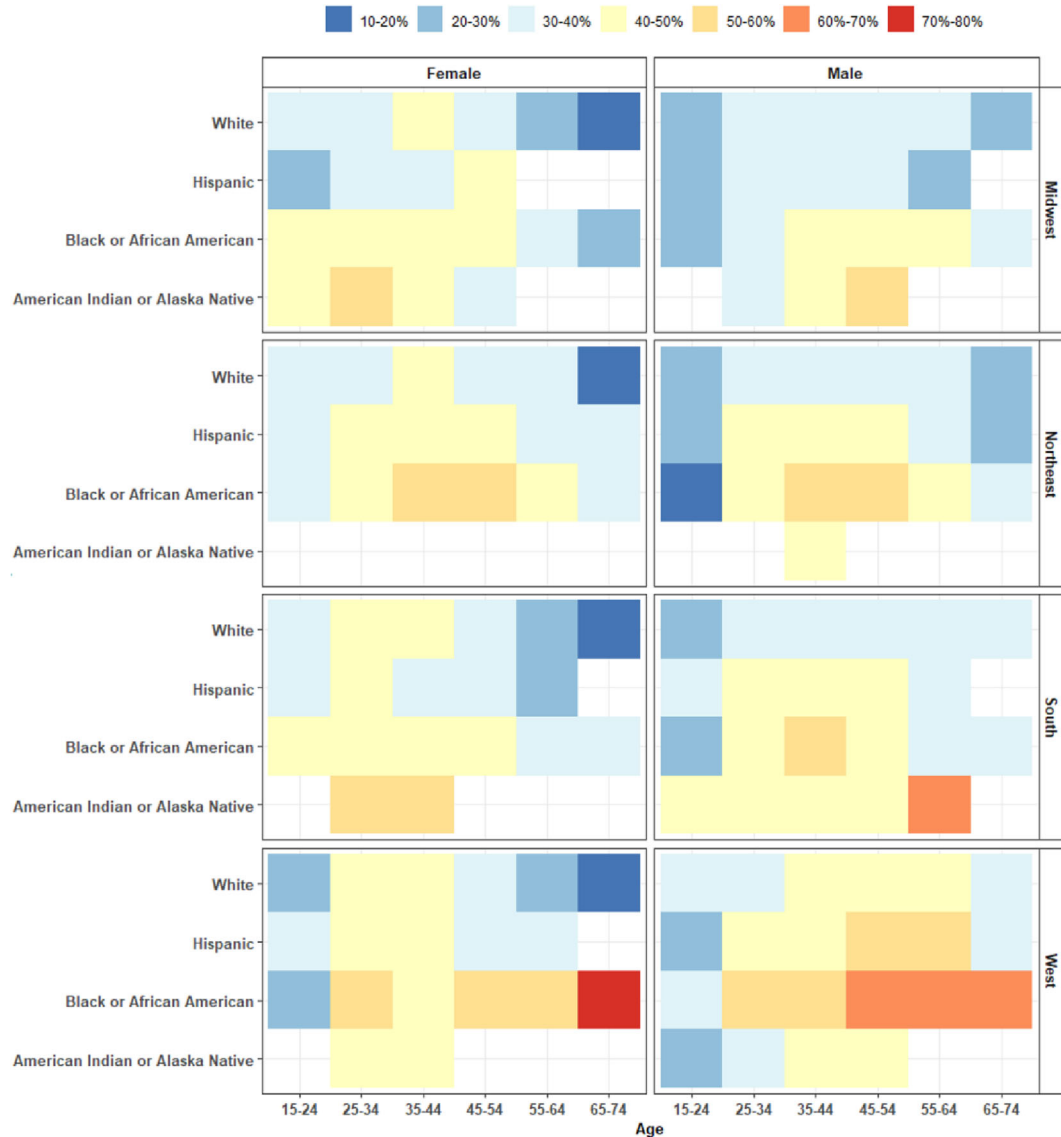 10-20% 20-30% 30-40% 40-50% 50-60% 60%-70% 70%-80%
Female Male
White
Hispanic
Black or African American
American Indian or Alaska Native
Midwest
White
Hispanic
Black or African American
American Indian or Alaska Native
Northeast
White
Hispanic
Black or African American
American Indian or Alaska Native
South
White
Hispanic
Black or African American
American Indian or Alaska Native
West
15-24 25-34 35-44 45-54 55-64 65-74 15-24 25-34 35-44 45-54 55-64 65-74
Age